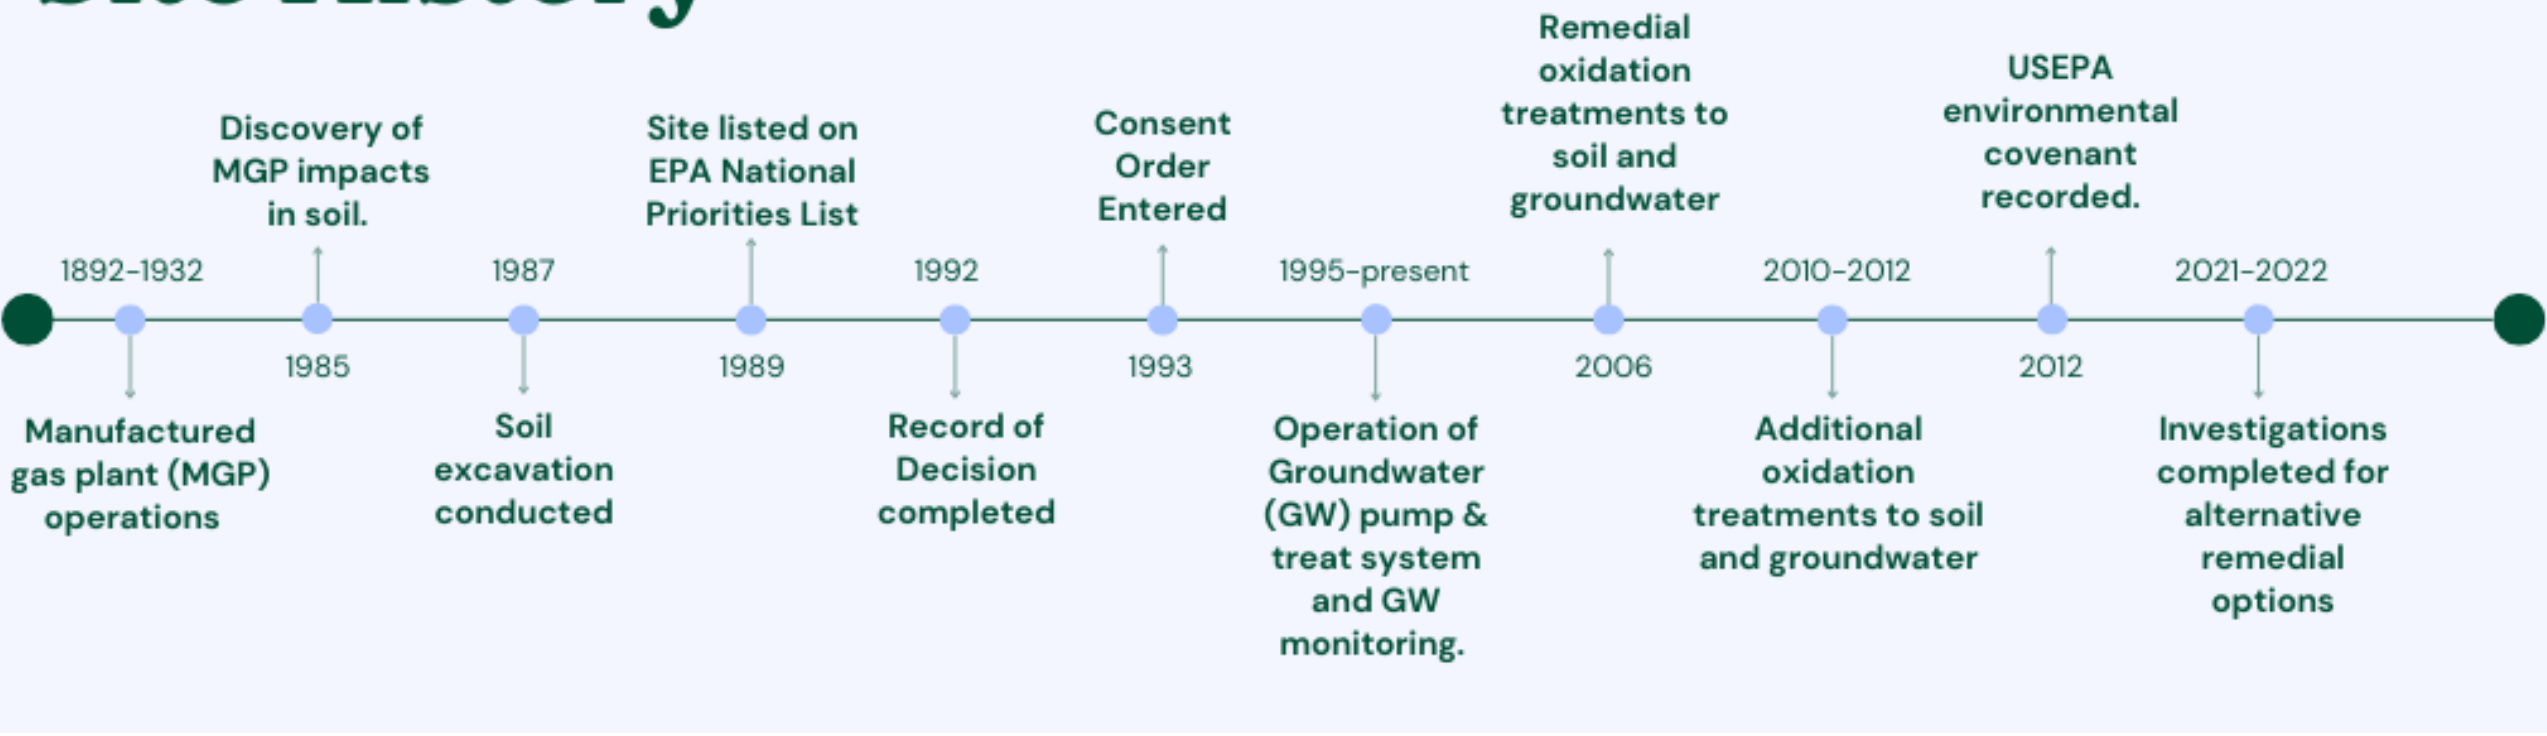 Site History
1892-1932
Manufactured
gas plant (MGP)
operations
Discovery of
MGP impacts
in soil.
1985
1987
Soil
excavation
conducted
Site listed on
EPA National
Priorities List
1989
1992
Record of
Decision
completed
Consent
Order
Entered
1993
1995-present
Operation of
Groundwater
(GW) pump &
treat system
and GW
monitoring.
Remedial
oxidation
treatments to
soil and
groundwater
2006
2010-2012
Additional
oxidation
treatments to soil
and groundwater
USEPA
environmental
covenant
recorded.
2012
2021-2022
Investigations
completed for
alternative
remedial
options